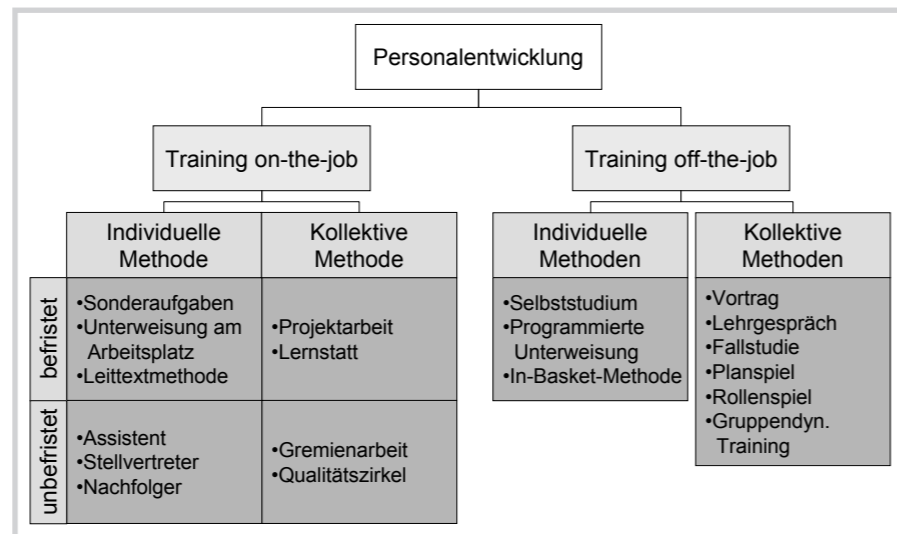 Personalentwicklung
Training on-the-job
Training off-the-job
Individuelle
Methode
Kollektive
Methode
Individuelle
Methoden
Kollektive
Methoden
befristet
•Sonderaufgaben
•Unterweisung am
Arbeitsplatz
•Leittextmethode
•Projektarbeit
•Lernstatt
•Selbststudium
•Programmierte
Unterweisung
•In-Basket-Methode
•Vortrag
•Lehrgespräch
•Fallstudie
•Planspiel
•Rollenspiel
•Gruppendyn.
Training
unbefristet
•Assistent
•Stellvertreter
•Nachfolger
•Gremienarbeit
•Qualitätszirkel